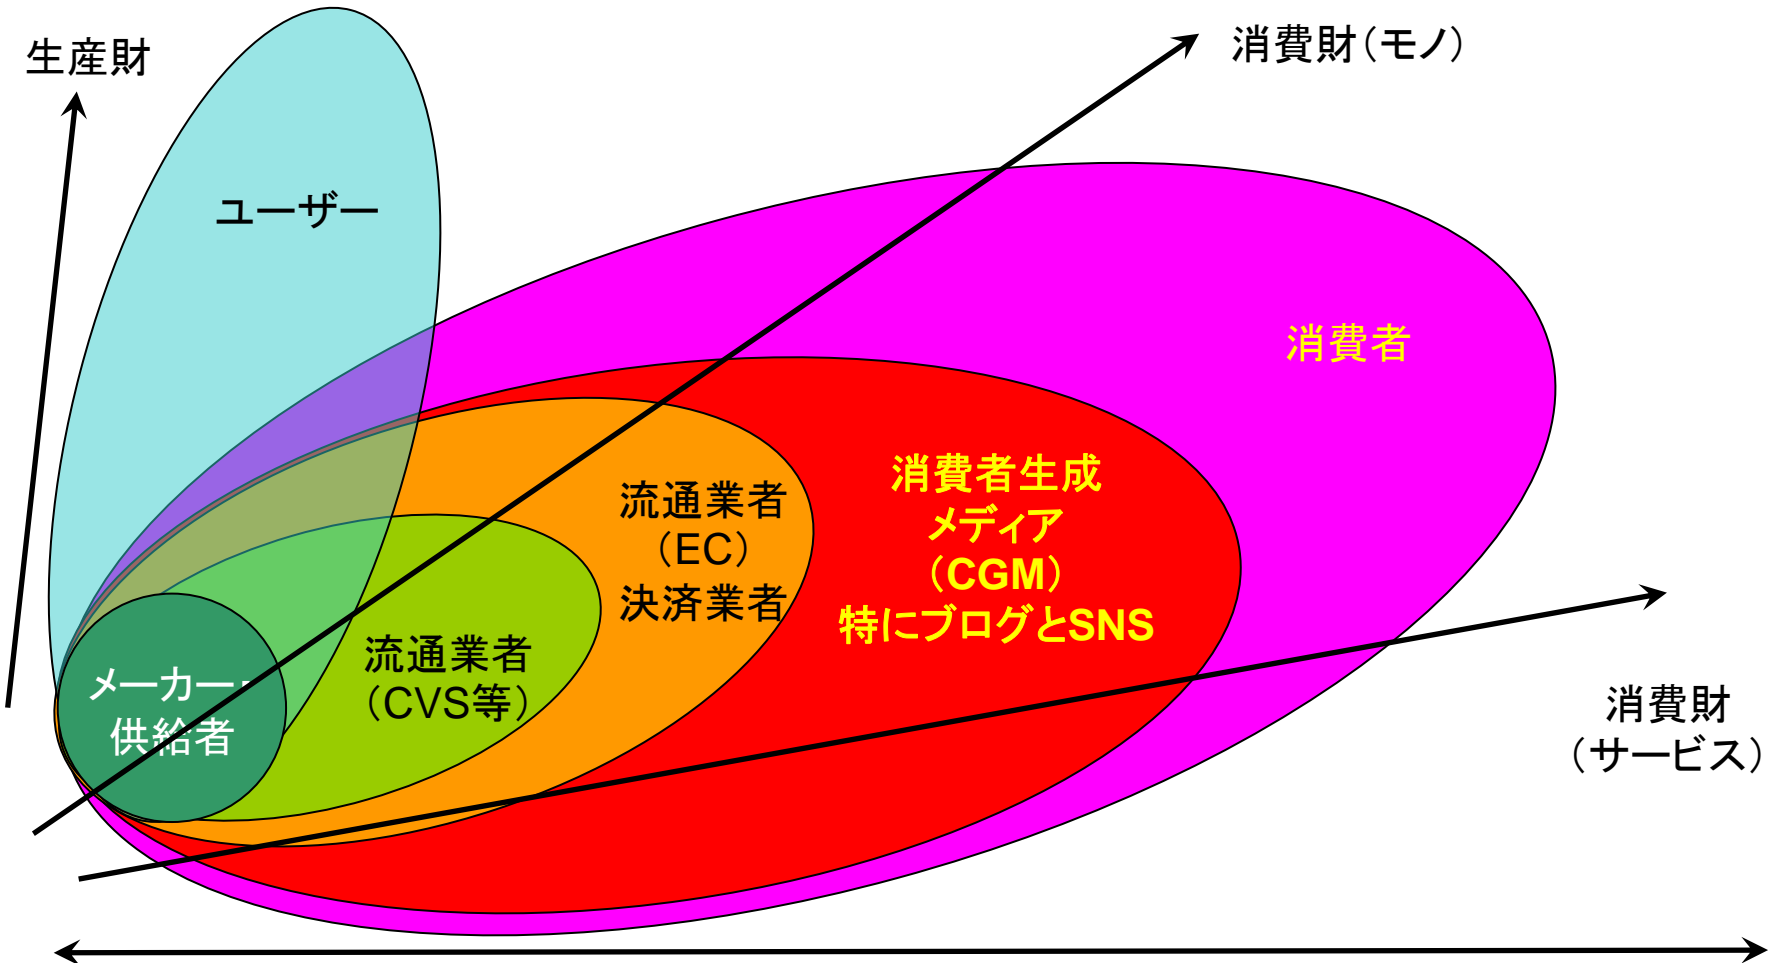 生産財
消費財（モノ）
ユーザー
消費者
流通業者
（EC）
決済業者
消費者生成
メディア
（CGM）
特にブログとSNS
流通業者
（CVS等）
メーカー・
供給者
消費財
（サービス）